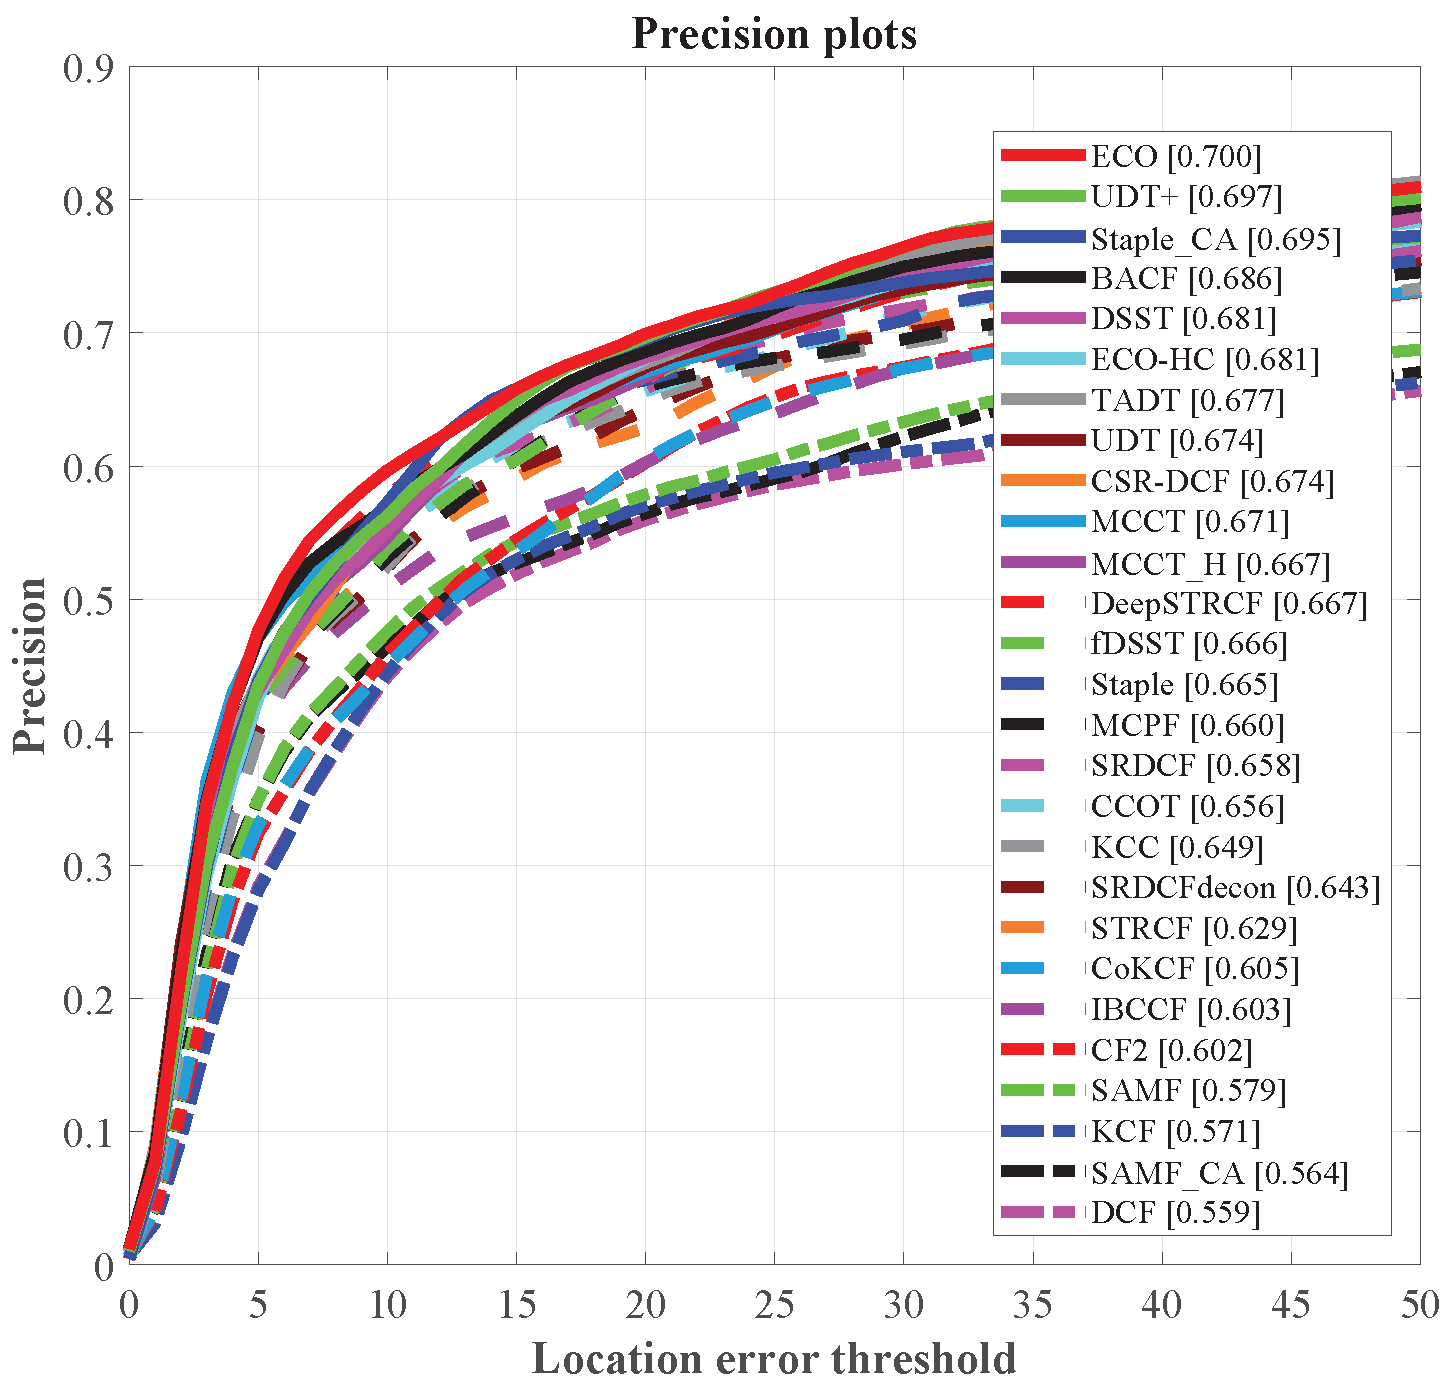 Precision plots
0.9
0.8
0.7
0.6
0.5
0.4
0.3
0.2
0.1
0
Precision
ECO [0.700]
UDT+ [0.697]
Staple_CA [0.695]
BACF [0.686]
DSST [0.681]
ECO-HC [0.681]
TADT [0.677]
UDT [0.674]
CSR-DCF [0.674]
MCCT [0.671]
MCCT_H [0.667]
DeepSTRCF [0.667]
fDSST [0.666]
Staple [0.665]
MCPF [0.660]
SRDCF [0.658]
CCOT [0.656]
KCC [0.649]
SRDCFdecon [0.643]
STRCF [0.629]
CoKCF [0.605]
IBCCF [0.603]
CF2 [0.602]
SAMF [0.579]
KCF [0.571]
SAMF_CA [0.564]
DCF [0.559]
0 5 10 15 20 25 30 35 40 45 50
Location error threshold